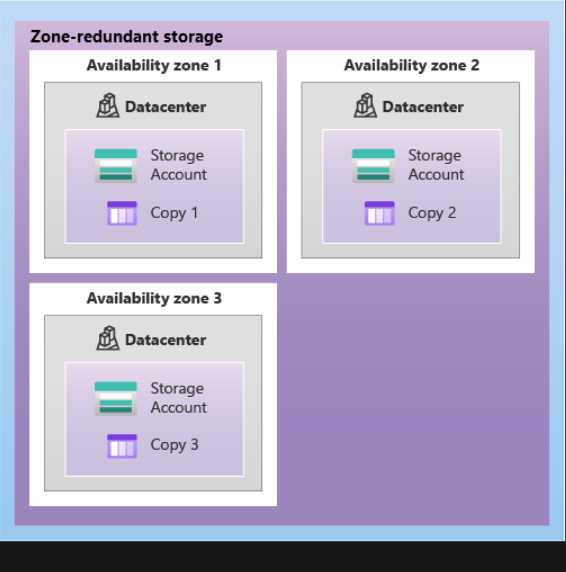 Zone-redundant storage
Availability zone 1
Datacenter
Storage
Account
Copy 1
Availability zone 2
Datacenter
Storage
Account
Copy 2
Availability zone 3
Datacenter
Storage
Account
Copy 3